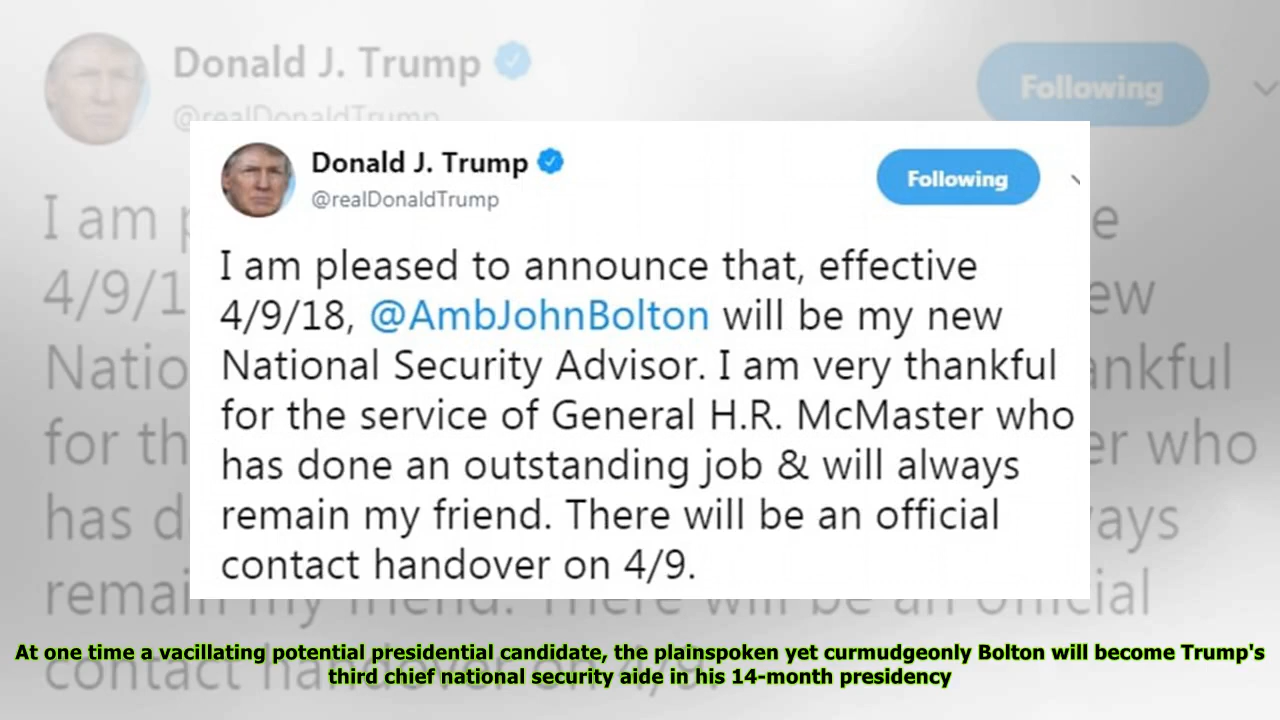 Donald J. Trump
@realDonaldTrump
Following
I am pleased to announce that, effective
4/9/18, @AmbJohnBolton will be my new
National Security Advisor. I am very thankful
for the service of General H.R. McMaster who
has done an outstanding job & will always
remain my friend. There will be an official
contact handover on 4/9.
At one time a vacillating potential presidential candidate, the plainspoken yet curmudgeonly Bolton will become Trump's
third chief national security aide in his 14-month presidency